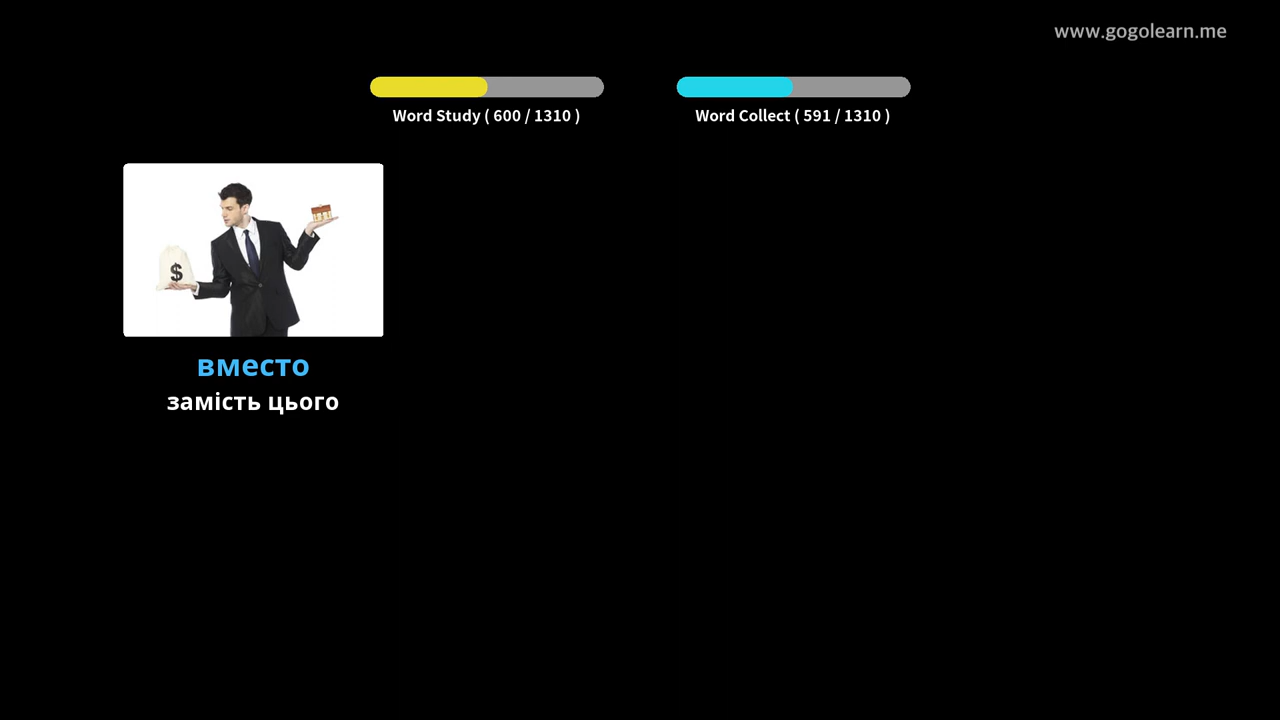 www.gogolearn.me
Word Study ( 600 / 1310 )
Word Collect ( 591 / 1310 )
$
вместо
замість цього